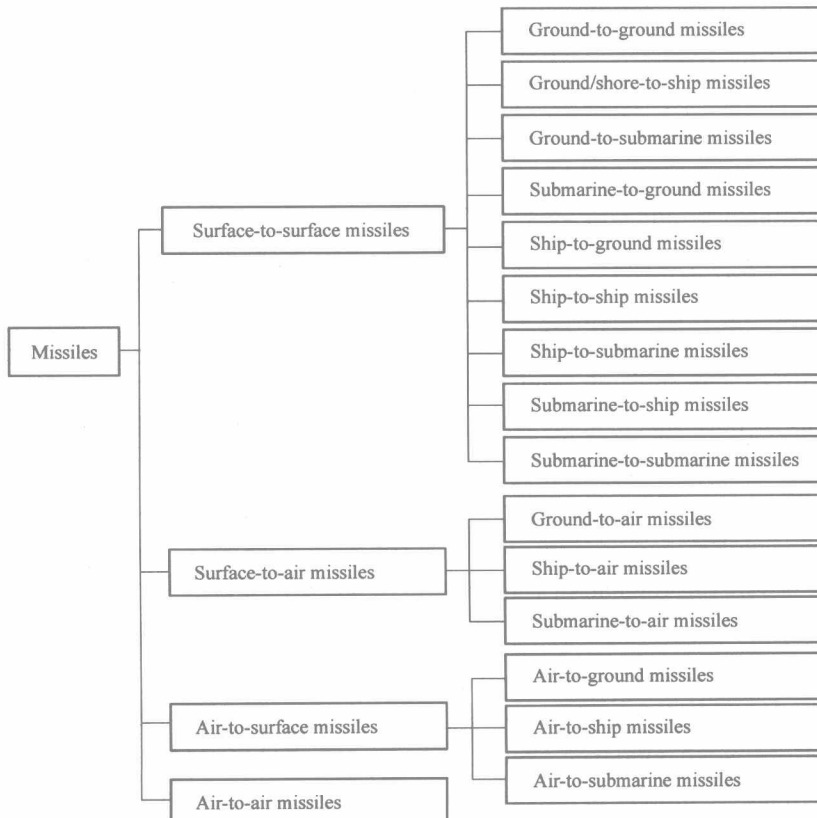 Missiles
Surface-to-surface missiles
Ground-to-ground missiles
Ground/shore-to-ship missiles
Ground-to-submarine missiles
Submarine-to-ground missiles
Ship-to-ground missiles
Ship-to-ship missiles
Ship-to-submarine missiles
Submarine-to-ship missiles
Submarine-to-submarine missiles
Surface-to-air missiles
Ground-to-air missiles
Ship-to-air missiles
Submarine-to-air missiles
Air-to-surface missiles
Air-to-ground missiles
Air-to-ship missiles
Air-to-submarine missiles
Air-to-air missiles